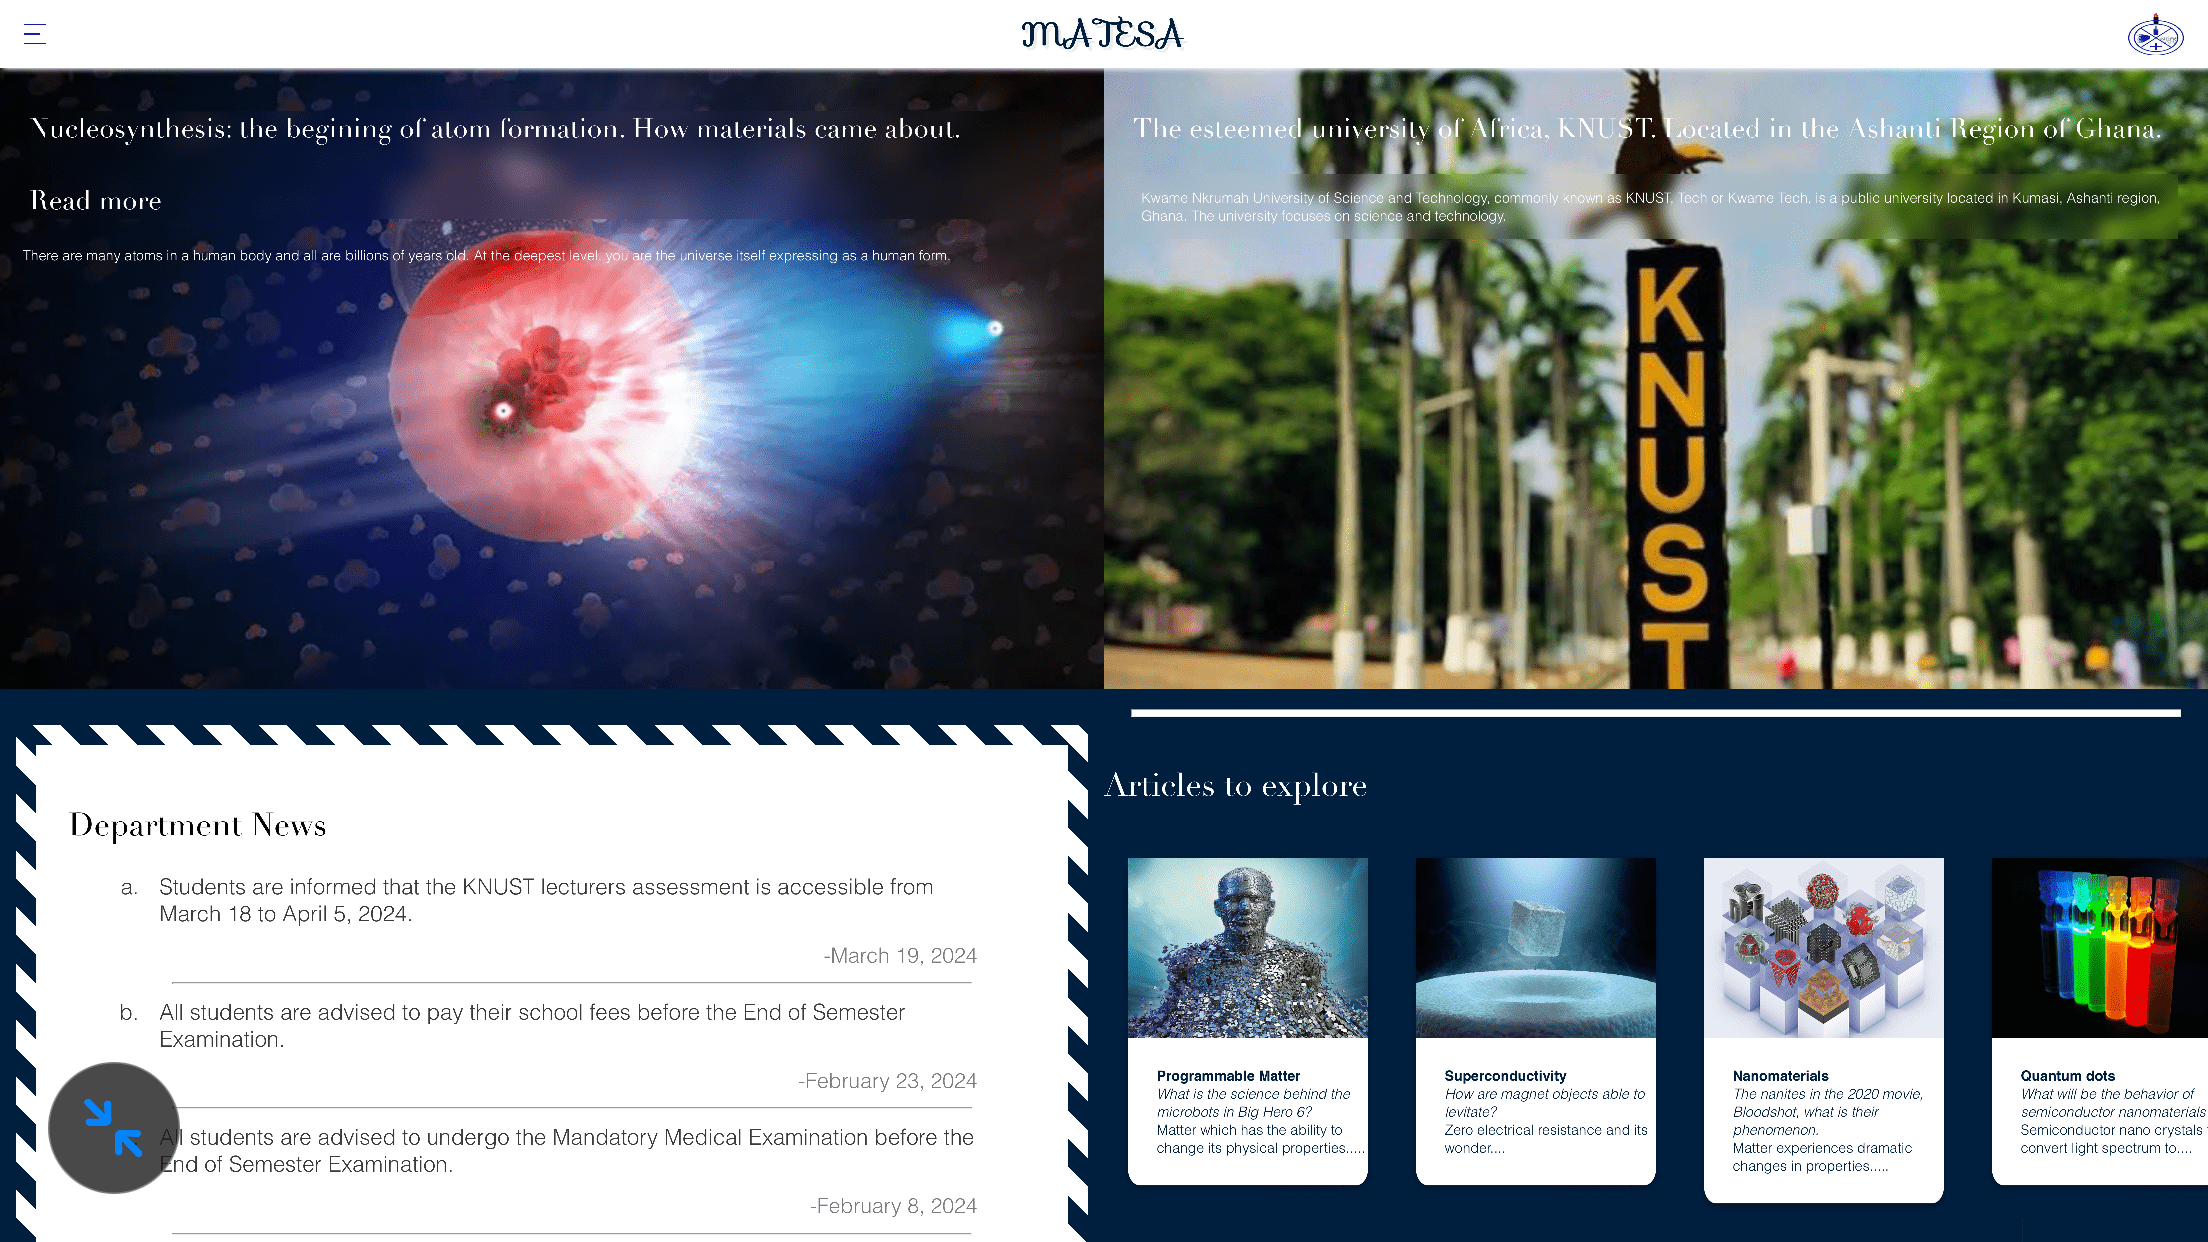 MATESA
Nucleosynthesis: the begining of atom formation. How materials came about.
Read more
There are many atoms in a human body and all are billions of years old. At the deepest level, you are the universe itself expressing as a human form.
The esteemed university of Africa, KNUST. Located in the Ashanti Region of Ghana.
Kwame Nkrumah University of Science and Technology, commonly known as KNUST, Tech or Kwame Tech, is a public university located in Kumasi, Ashanti region,
Ghana. The university focuses on science and technology.
KNUST
Department News
a. Students are informed that the KNUST lecturers assessment is accessible from
March 18 to April 5, 2024.
-March 19, 2024
b. All students are advised to pay their school fees before the End of Semester
Examination.
-February 23, 2024
All students are advised to undergo the Mandatory Medical Examination before the
End of Semester Examination.
-February 8, 2024
Articles to explore
Programmable Matter
What is the science behind the
microbots in Big Hero 6?
Matter which has the ability to
change its physical properties.....
Superconductivity
How are magnet objects able to
levitate?
Zero electrical resistance and its
wonder....
Nanomaterials
The nanites in the 2020 movie,
Bloodshot, what is their
phenomenon.
Matter experiences dramatic
changes in properties.....
Quantum dots
What will be the behavior of
semiconductor nanomaterials
Semiconductor nano crystals
convert light spectrum to....